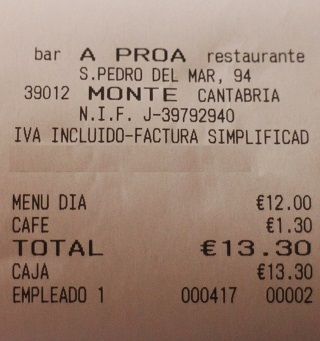 bar A PROA restaurante
S.PEDRO DEL MAR, 94
39012 MONTE CANTABRIA
N.I.F. J-39792940
IVA INCLUIDO-FACTURA SIMPLIFICAD
MENU DIA €12.00
CAFE €1.30
TOTAL €13.30
CAJA €13.30
EMPLEADO 1 000417 00002